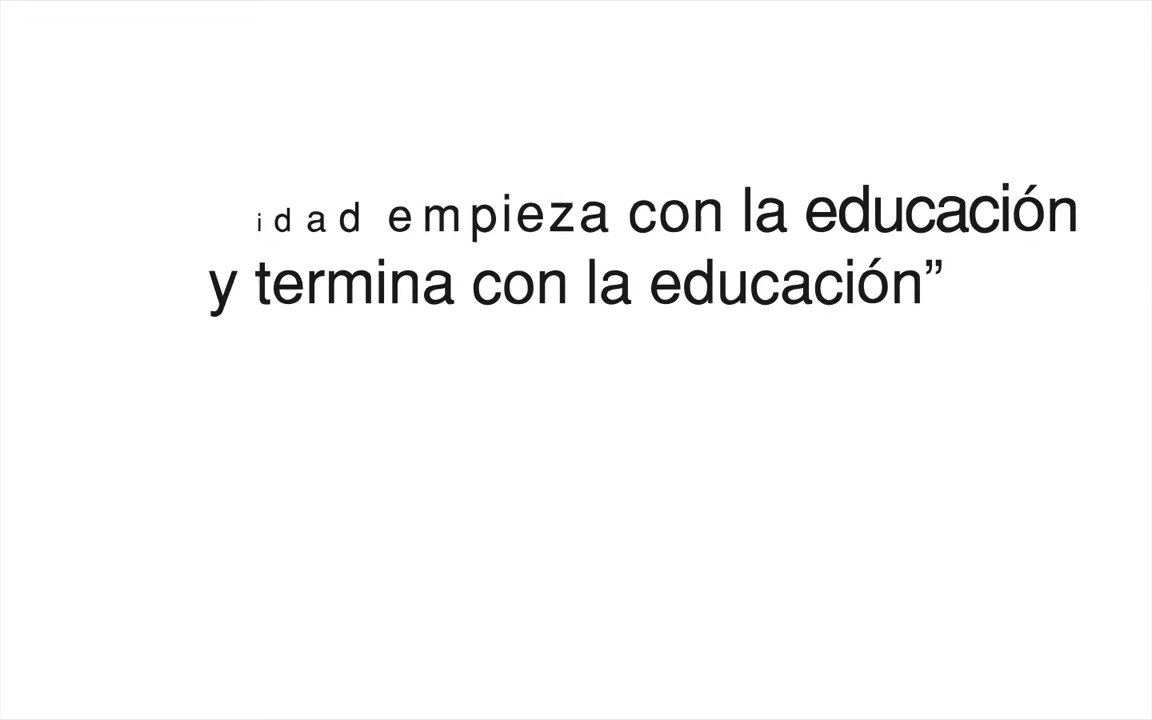 idad empieza con la educación
y termina con la educación”